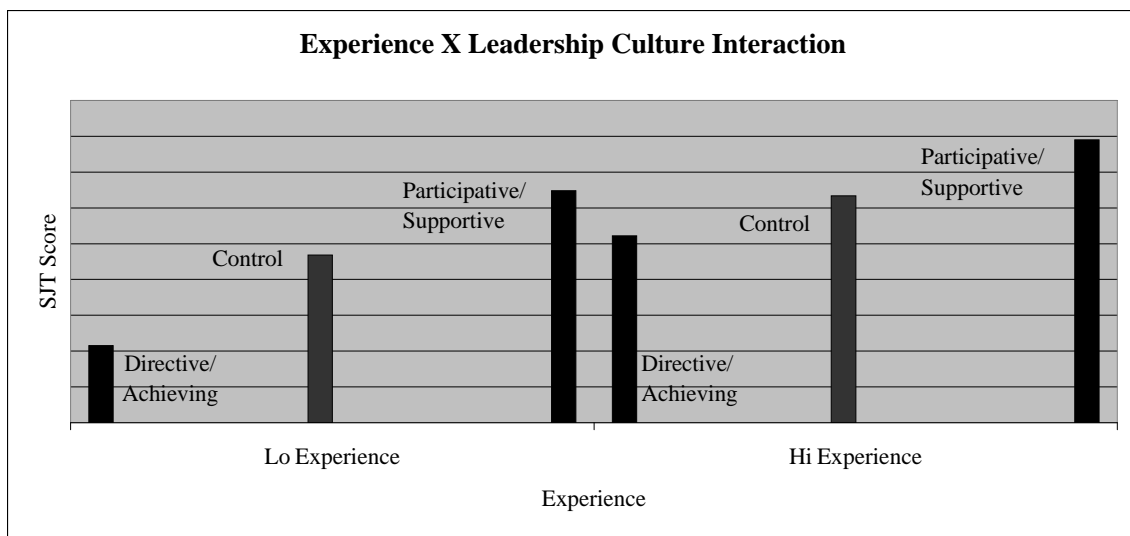 Experience X Leadership Culture Interaction
SJT Score
Directive/
Achieving
Control
Participative/
Supportive
Directive/
Achieving
Control
Participative/
Supportive
Lo Experience
Hi Experience
Experience